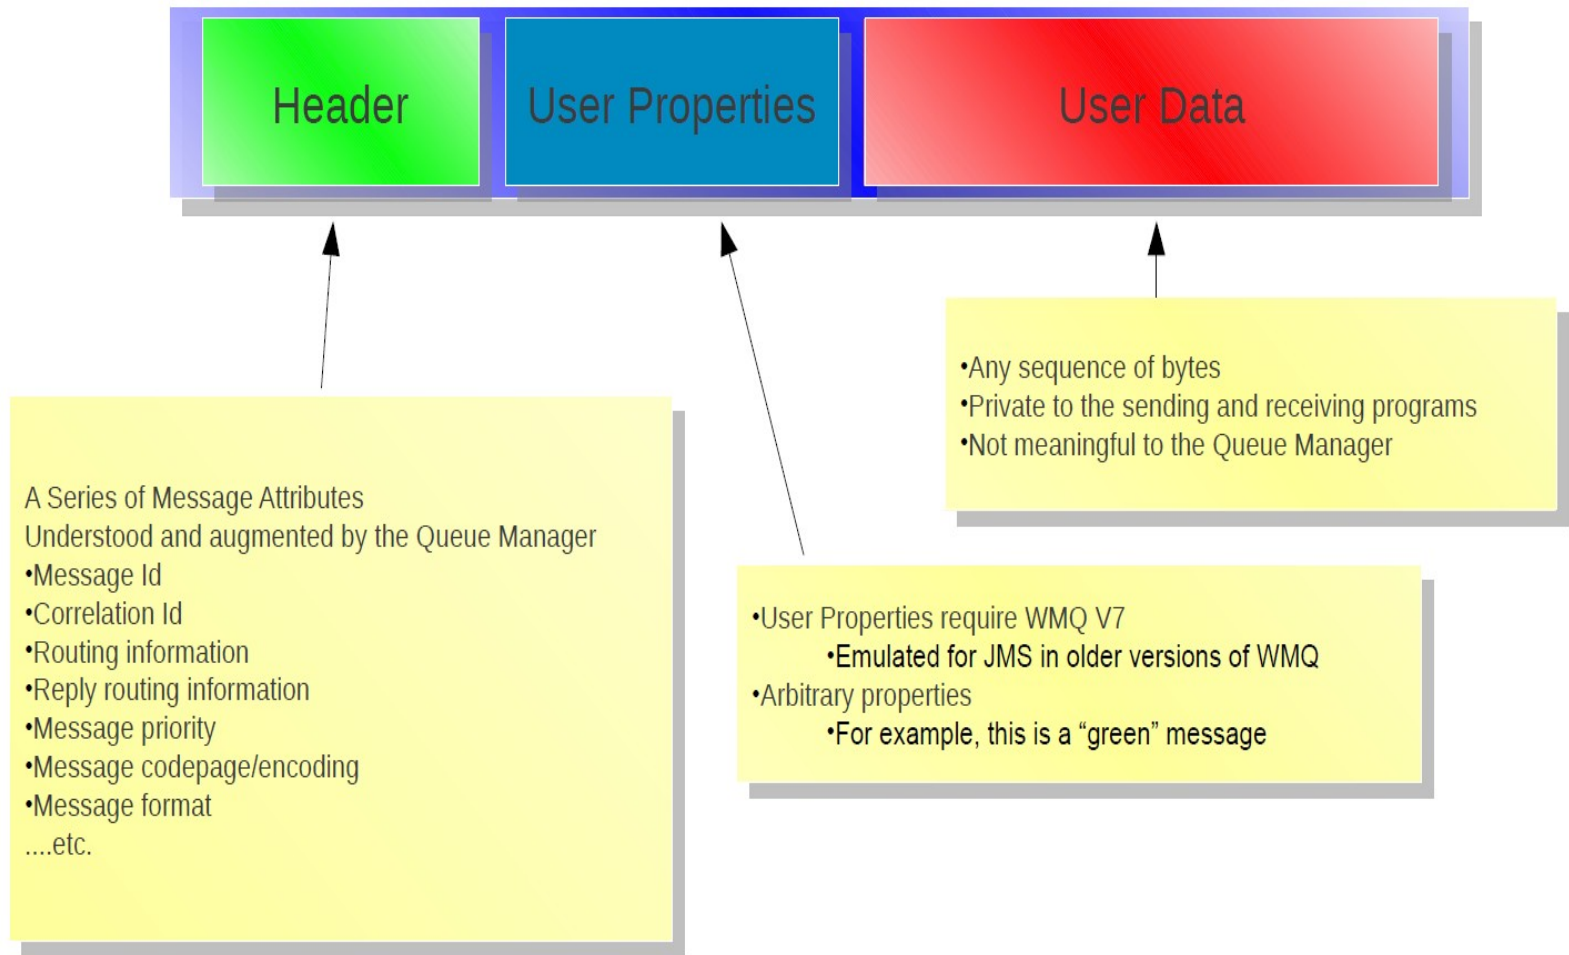 Header
User Properties
User Data
•Any sequence of bytes
•Private to the sending and receiving programs
•Not meaningful to the Queue Manager
A Series of Message Attributes
Understood and augmented by the Queue Manager
•Message Id
•Correlation Id
•Routing information
•Reply routing information
•Message priority
•Message codepage/encoding
•Message format
....etc.
•User Properties require WMQ V7
•Emulated for JMS in older versions of WMQ
•Arbitrary properties
•For example, this is a “green” message